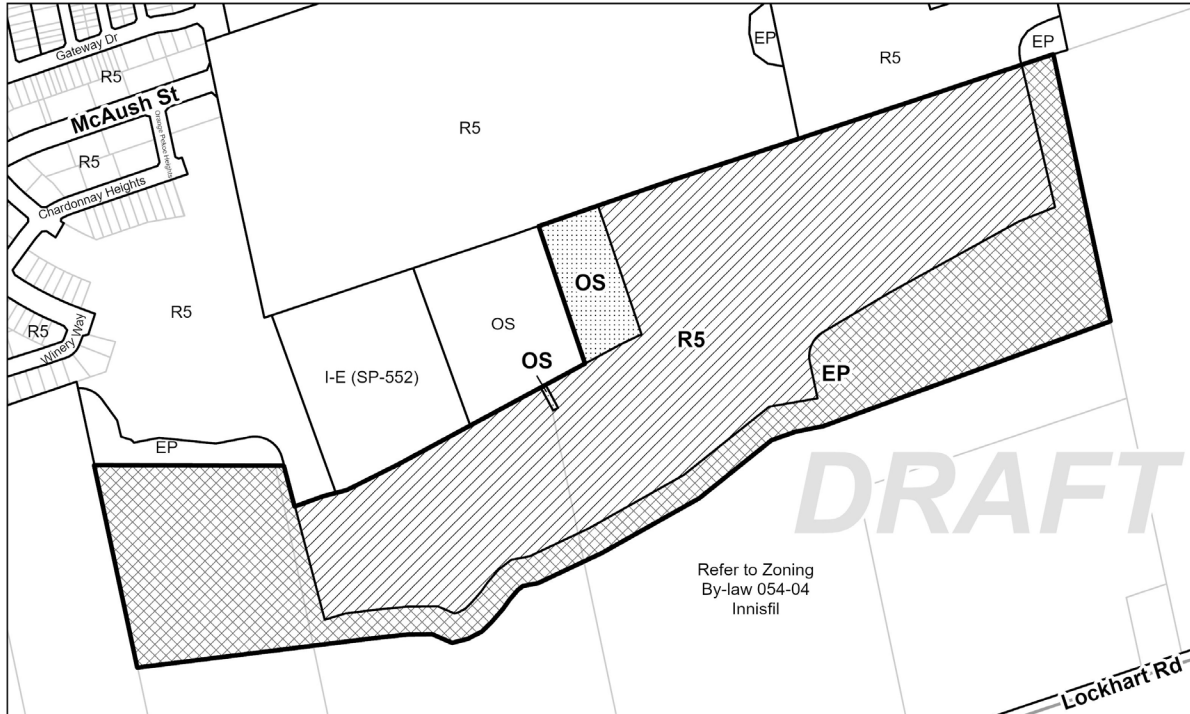 Gateway Dr
R5
EP
EP
R5
McAush St
Orange Pekoe Heights
R5
R5
Chardonnay Heights
OS
R5
OS
R5
R5
Winery Way
OS
I-E (SP-552)
EP
EP
DRAFT
Refer to Zoning
By-law 054-04
Innisfil
Lockhart Rd